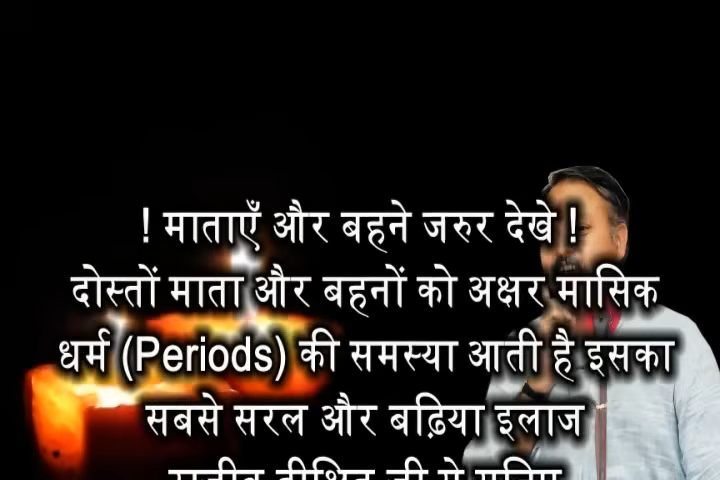 ! माताएँ और बहने जरुर देखे !
दोस्तों माता और बहनों को अक्षर मासिक
धर्म (Periods) की समस्या आती है इसका
सबसे सरल और बढ़िया इलाज